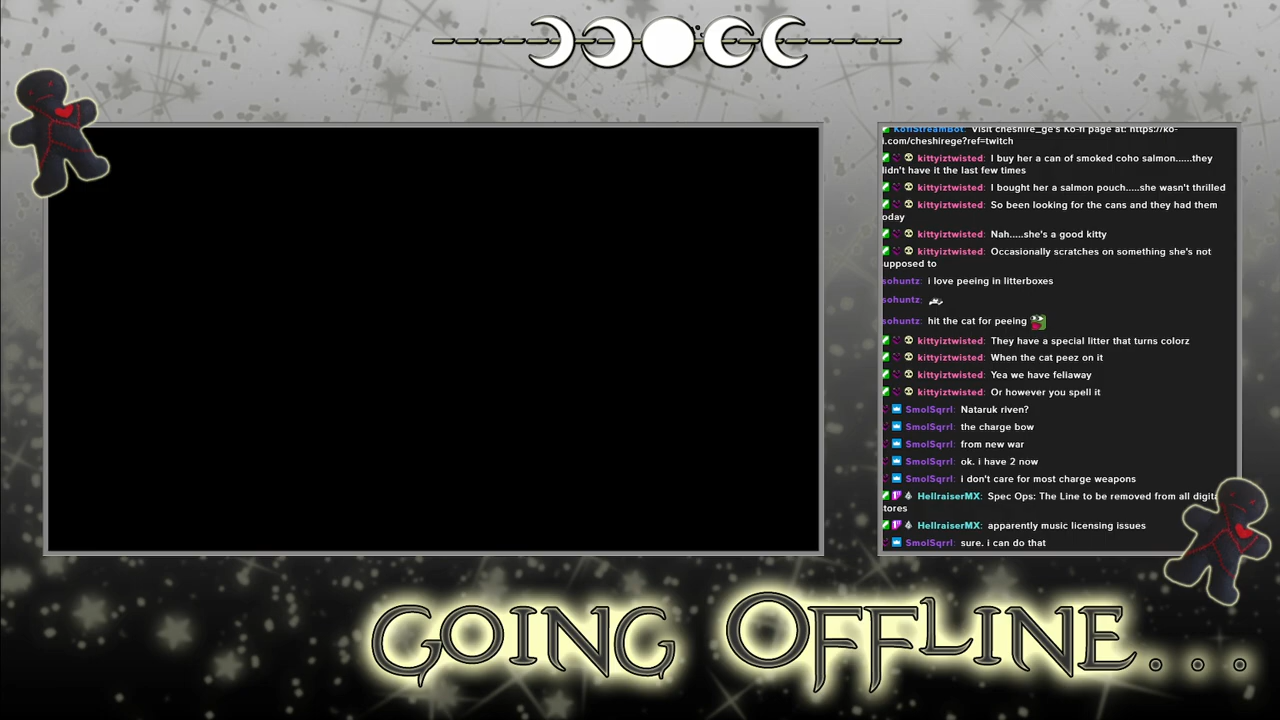 KofiStreamBot: Visit cheshire_ge's Ko-fi page at: https://ko-
i.com/cheshirege?ref=twitch
kittyiztwisted: I buy her a can of smoked coho salmon......they
didn't have it the last few times
kittyiztwisted: I bought her a salmon pouch.....she wasn't thrilled
kittyiztwisted: So been looking for the cans and they had them
oday
kittyiztwisted: Nah.....she's a good kitty
kittyiztwisted: Occasionally scratches on something she's not
upposed to
sohuntz: i love peeing in litterboxes
sohuntz:
sohuntz: hit the cat for peeing
kittyiztwisted: They have a special litter that turns colorz
kittyiztwisted: When the cat peez on it
kittyiztwisted: Yea we have feliaway
kittyiztwisted: Or however you spell it
SmolSqrrl: Nataruk riven?
SmolSqrrl: the charge bow
SmolSqrrl: from new war
SmolSqrrl: ok. i have 2 now
SmolSqrrl: i don't care for most charge weapons
HellraiserMX: Spec Ops: The Line to be removed from all digita
tores
HellraiserMX: apparently music licensing issues
SmolSqrrl: sure. i can do that
GOING OFFLINE...